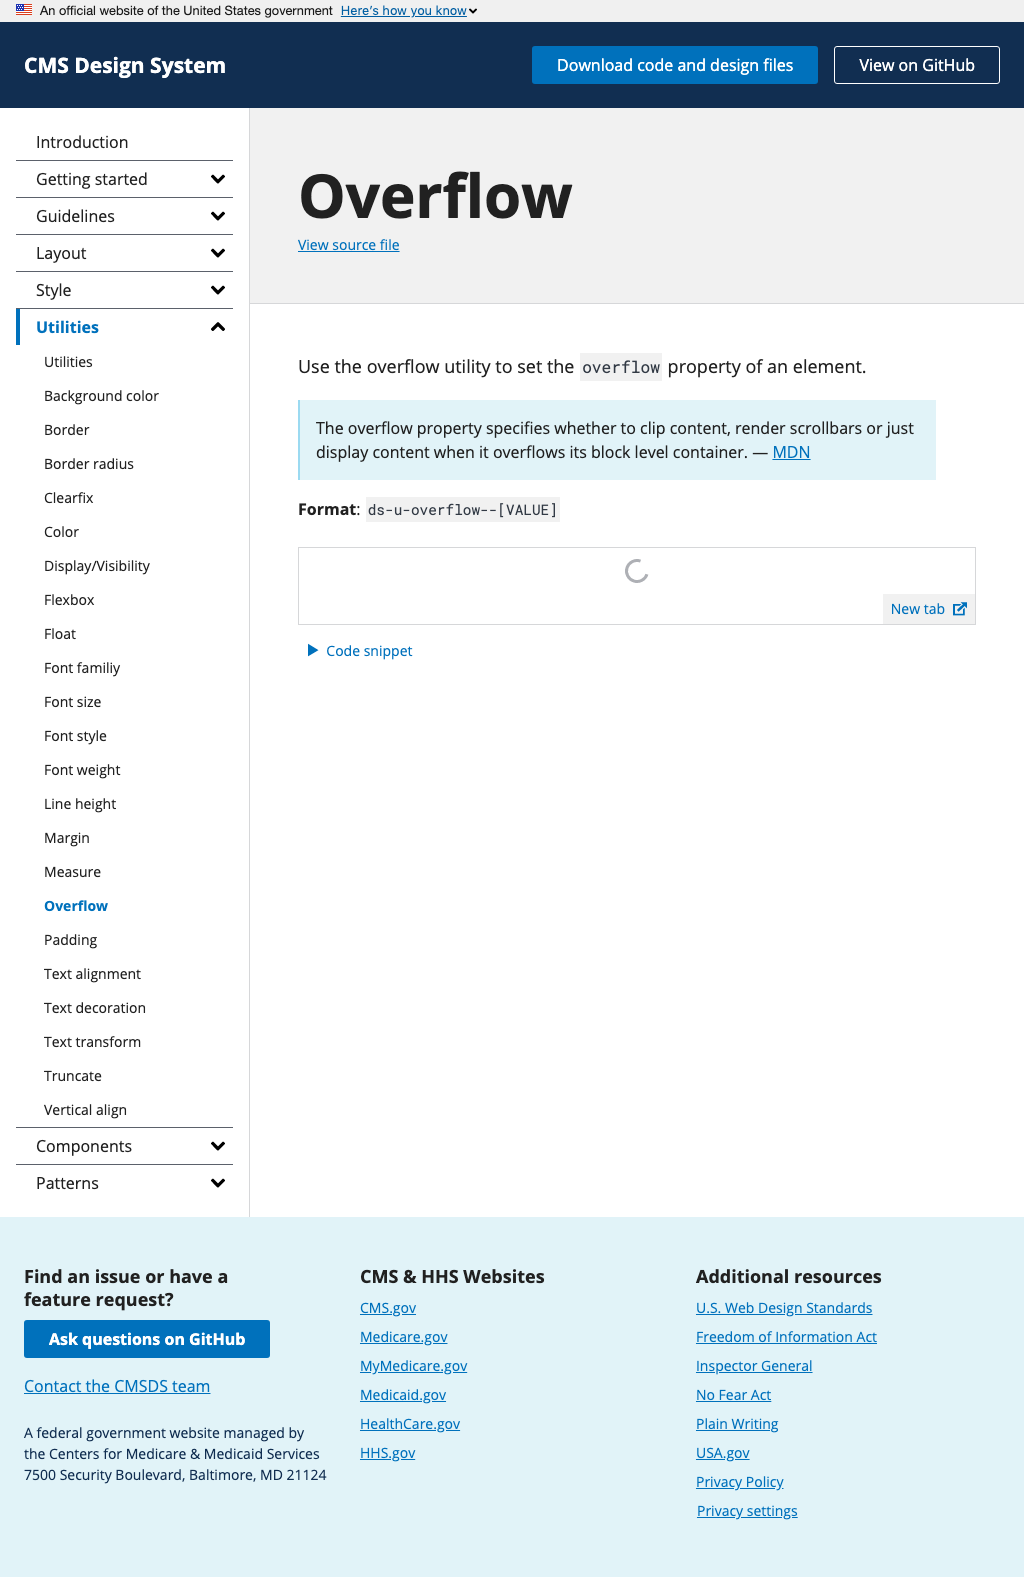 An official website of the United States government Here's how you know
CMS Design System
Download code and design files
View on GitHub
Introduction
Getting started
Guidelines
Layout
Style
Utilities
Utilities
Background color
Border
Border radius
Clearfix
Color
Display/Visibility
Flexbox
Float
Font familiy
Font size
Font style
Font weight
Line height
Margin
Measure
Overflow
Padding
Text alignment
Text decoration
Text transform
Truncate
Vertical align
Components
Patterns
Overflow
View source file
Use the overflow utility to set the overflow property of an element.
The overflow property specifies whether to clip content, render scrollbars or just
display content when it overflows its block level container. — MDN
Format: ds-u-overflow--[VALUE]
New tab
Code snippet
Find an issue or have a
feature request?
Ask questions on GitHub
Contact the CMSDS team
A federal government website managed by
the Centers for Medicare & Medicaid Services
7500 Security Boulevard, Baltimore, MD 21124
CMS & HHS Websites
CMS.gov
Medicare.gov
MyMedicare.gov
Medicaid.gov
HealthCare.gov
HHS.gov
Additional resources
U.S. Web Design Standards
Freedom of Information Act
Inspector General
No Fear Act
Plain Writing
USA.gov
Privacy Policy
Privacy settings